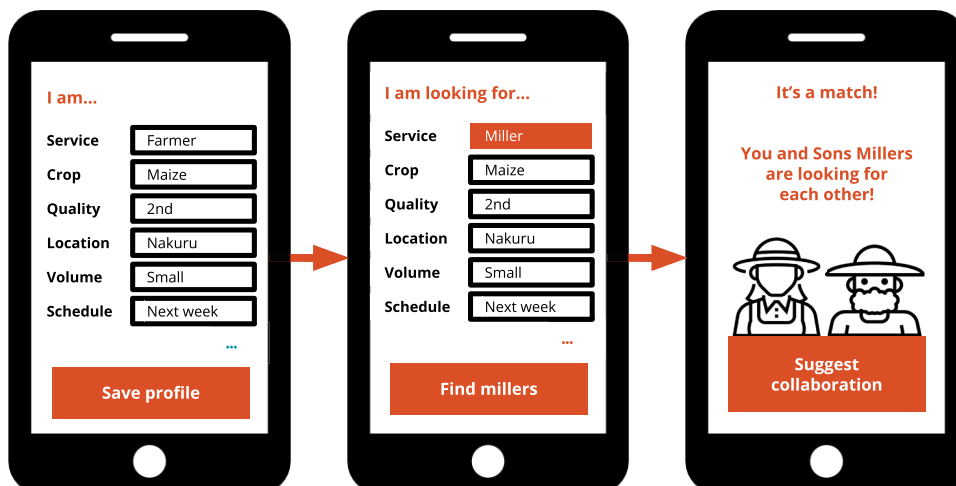 I am...
Service Farmer
Crop Maize
Quality 2nd
Location Nakuru
Volume Small
Schedule Next week
...
Save profile
I am looking for...
Service Miller
Crop Maize
Quality 2nd
Location Nakuru
Volume Small
Schedule Next week
...
Find millers
It's a match!
You and Sons Millers
are looking for
each other!
Suggest
collaboration